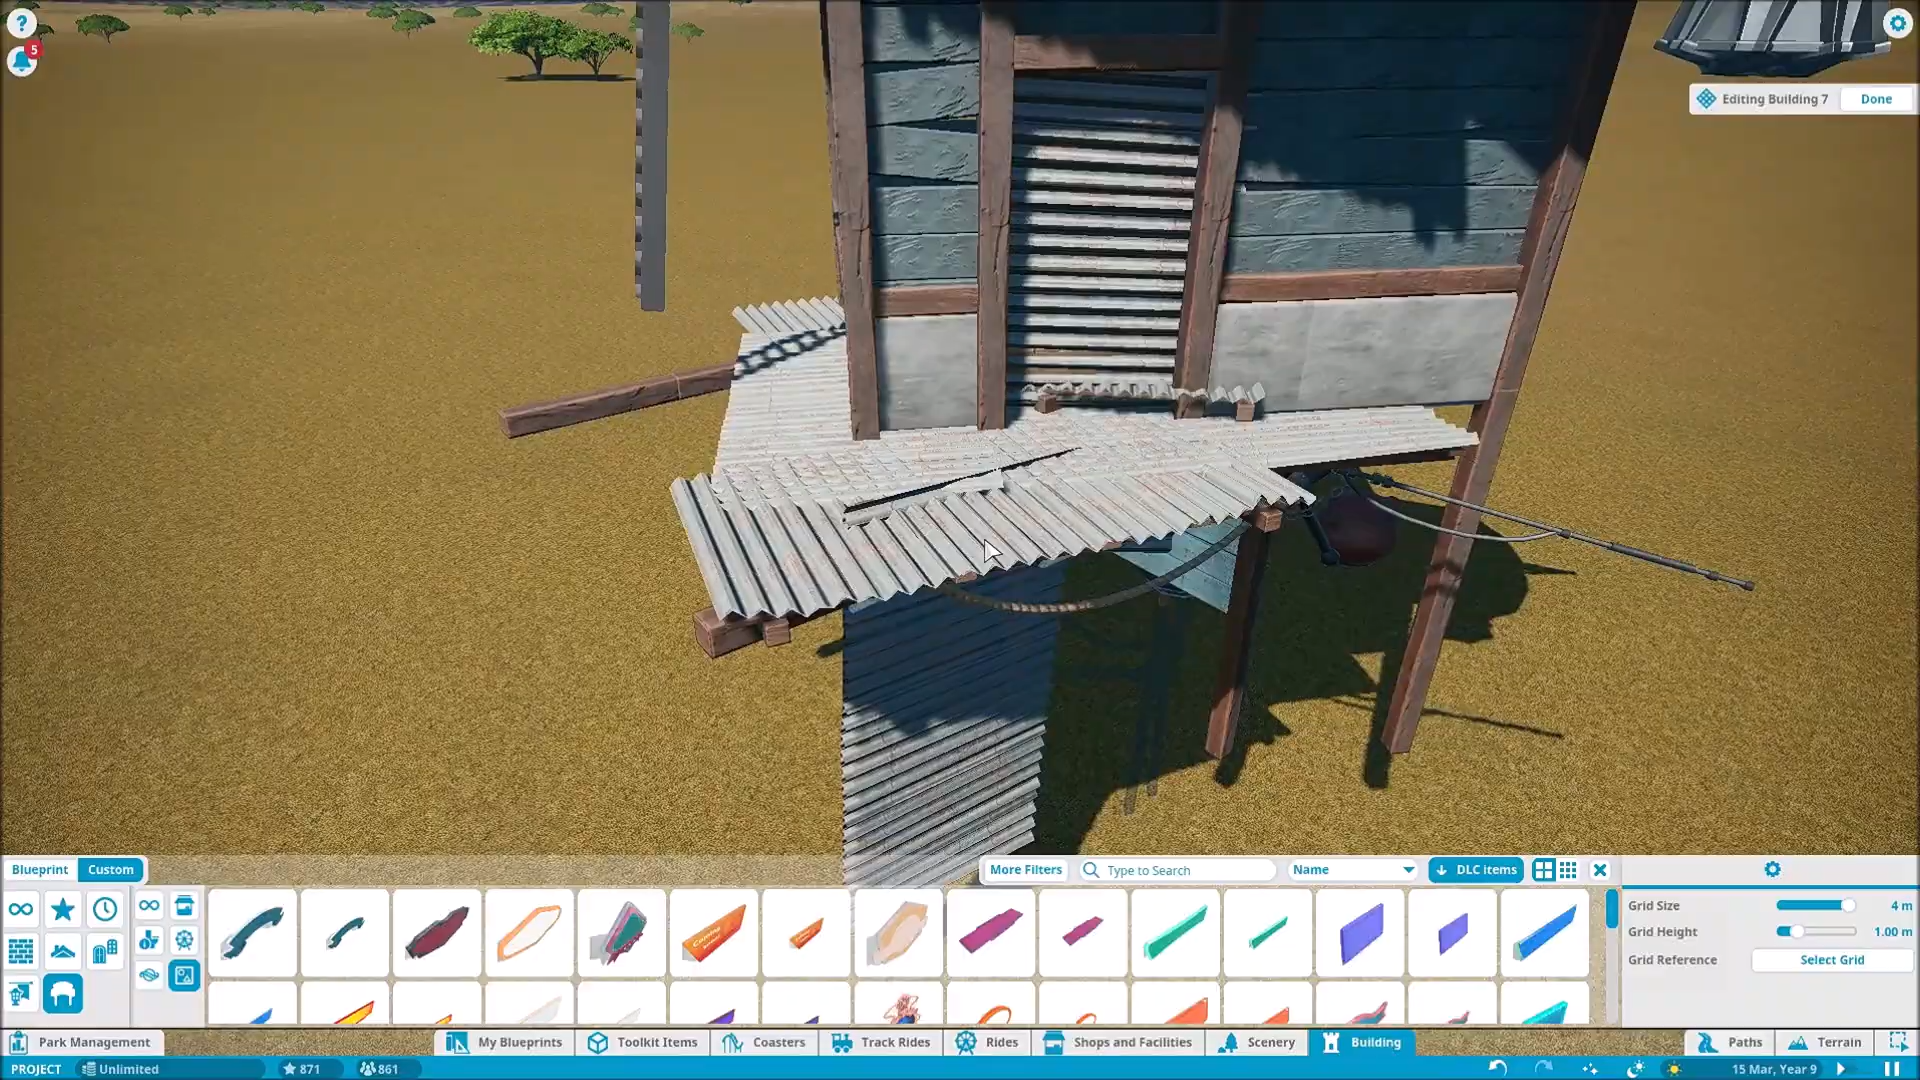 ?
5
Editing Building 7
Done
Blueprint
Custom
More Filters
Type to Search
Name
DLC items
Grid Size
4 m
Grid Height
1.00 m
Grid Reference
Select Grid
Coming
Park Management
My Blueprints
Toolkit Items
Coasters
Track Rides
Rides
Shops and Facilities
Scenery
Building
Paths
Terrain
PROJECT
Unlimited
871
861
15 Mar, Year 9